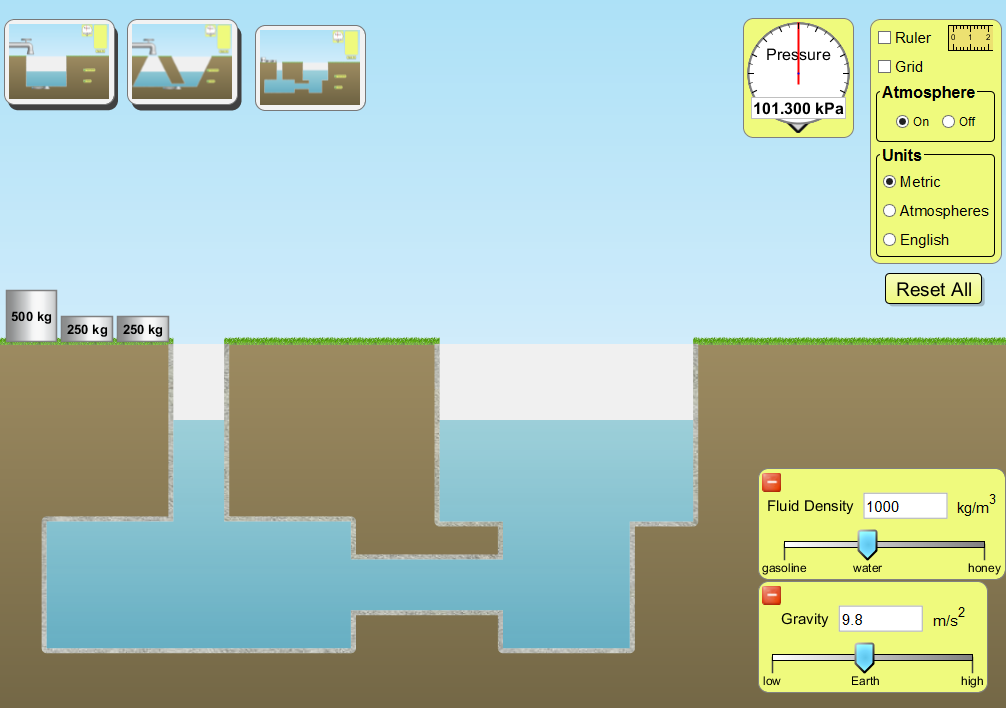 Pressure
101.300 kPa
Ruler
0 1 2
Grid
Atmosphere
On Off
Units
Metric
Atmospheres
English
Reset All
500 kg
250 kg
250 kg
Fluid Density 1000 kg/m³
gasoline water honey
Gravity 9.8 m/s²
low Earth high